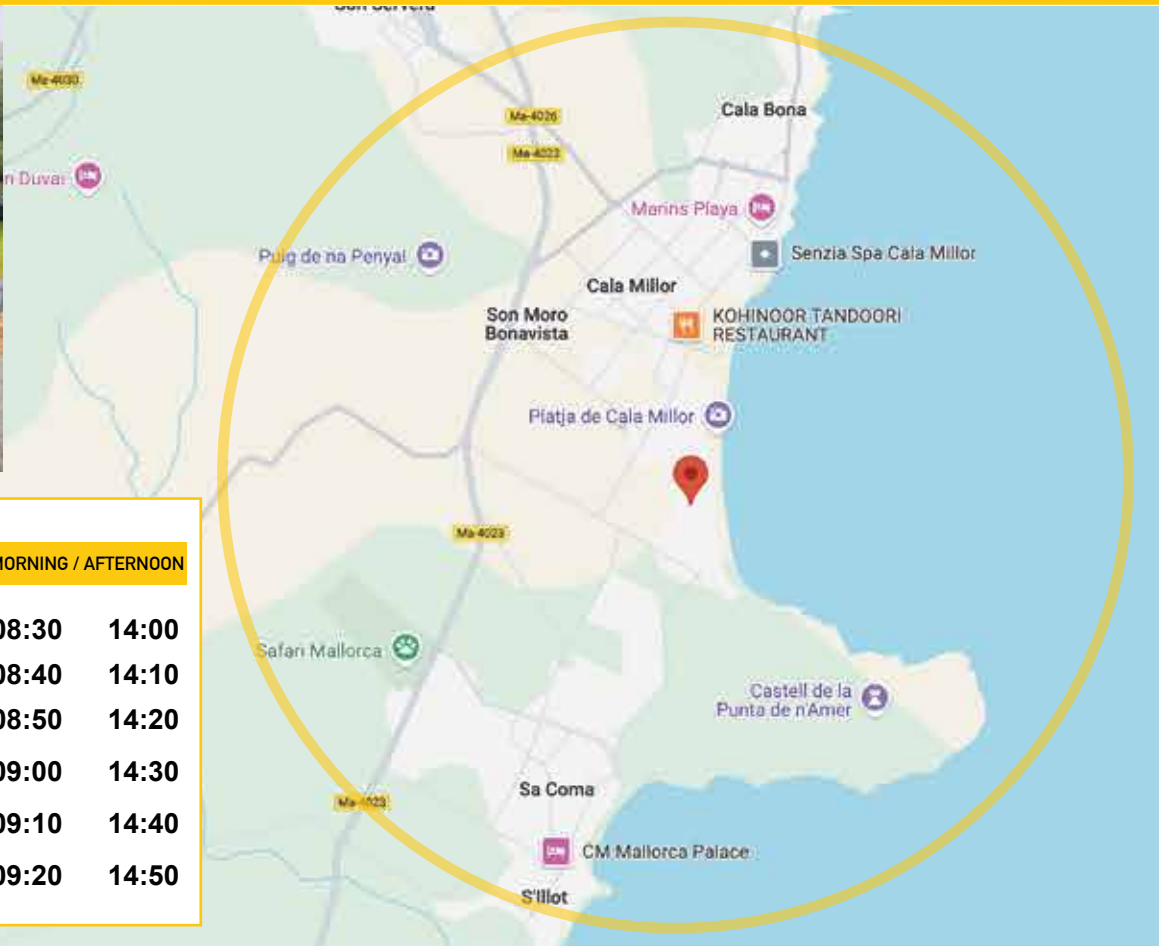 Son Servera
Ma-4030
Cala Bona
Ma-4026
Ma-4023
n Duvai
Marins Playa
Puig de na Penyal
Senzia Spa Cala Millor
Cala Millor
Son Moro
Bonavista
KOHINOOR TANDOORI
RESTAURANT
Platja de Cala Millor
Ma-4023
MORNING / AFTERNOON
08:30 14:00
08:40 14:10
08:50 14:20
09:00 14:30
09:10 14:40
09:20 14:50
Safari Mallorca
Castell de la
Punta de n'Amer
Sa Coma
Ma-4023
CM Mallorca Palace
S'Illot